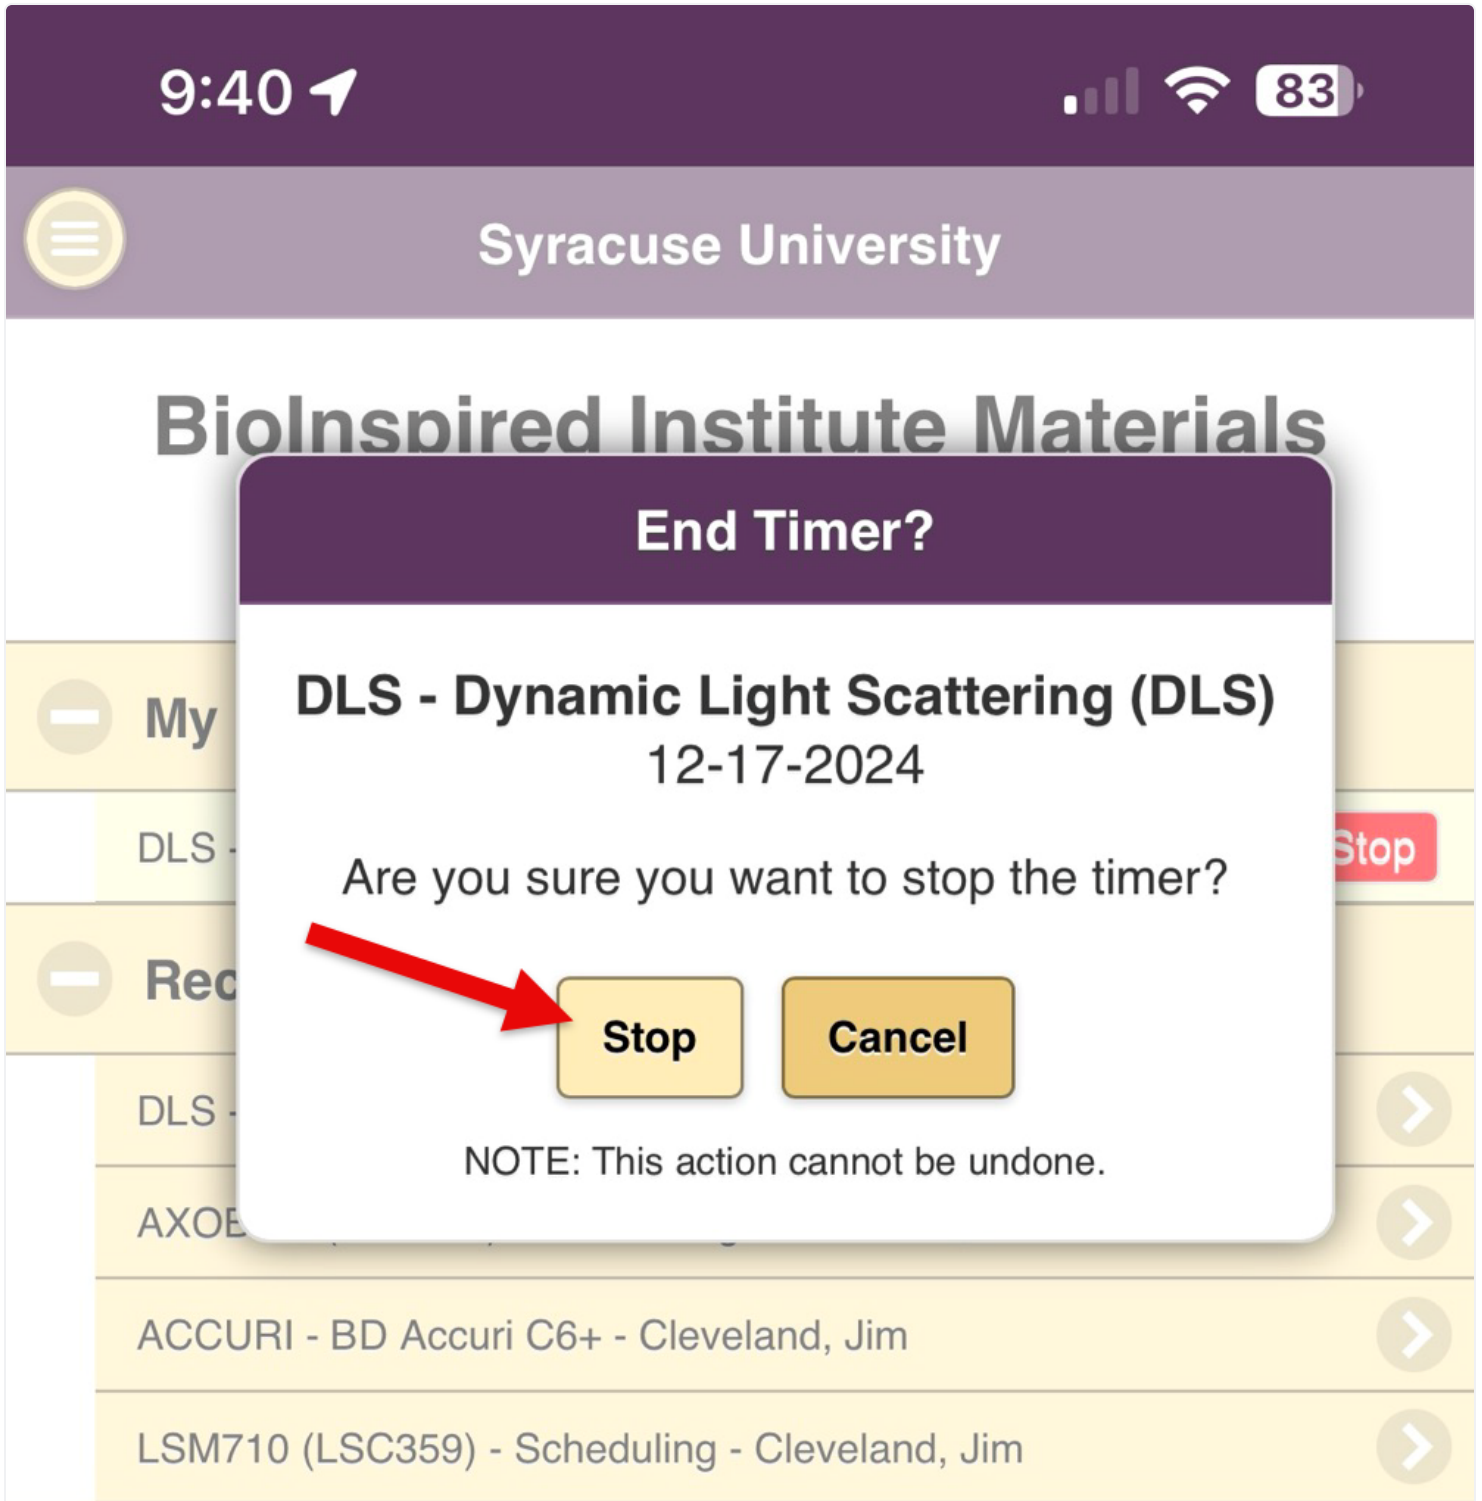 9:40
83
Syracuse University
BioInspired Institute Materials
End Timer?
DLS - Dynamic Light Scattering (DLS)
12-17-2024
Are you sure you want to stop the timer?
Stop Cancel
NOTE: This action cannot be undone.
My
DLS - Stop
DLS -
ACCURI - BD Accuri C6+ - Cleveland, Jim
LSM710 (LSC359) - Scheduling - Cleveland, Jim